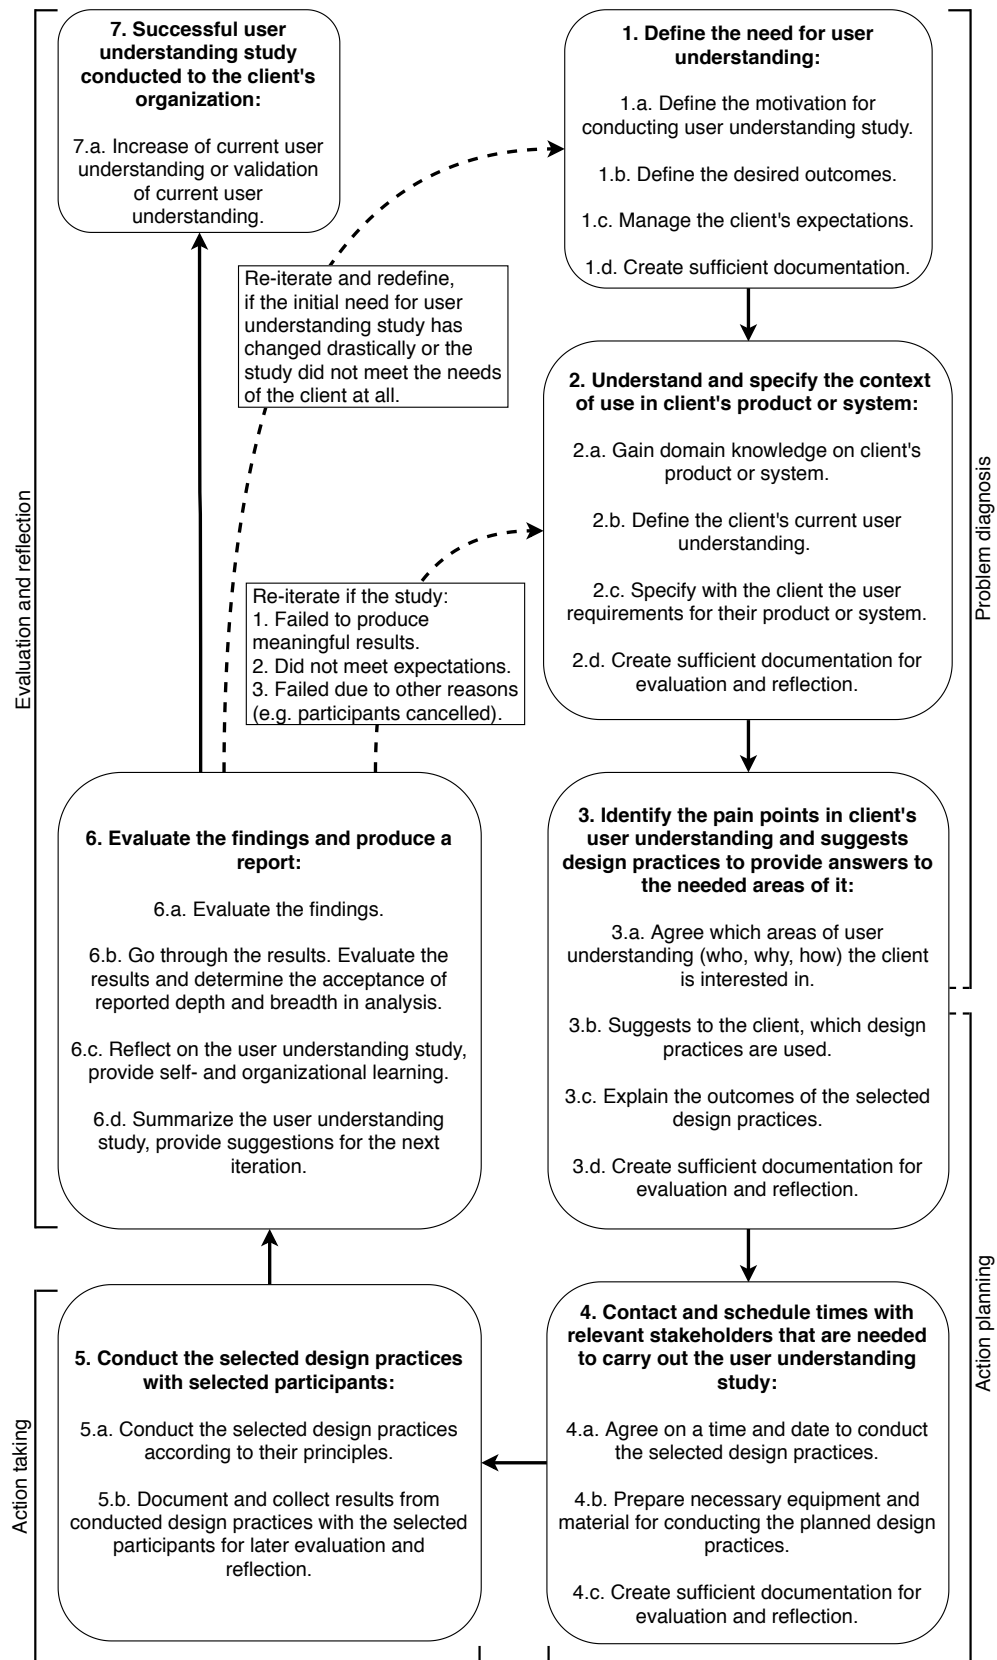 7. Successful user
understanding study
conducted to the client's
organization:
7.a. Increase of current user
understanding or validation
of current user
understanding.
1. Define the need for user
understanding:
1.a. Define the motivation for
conducting user understanding study.
1.b. Define the desired outcomes.
1.c. Manage the client's expectations.
1.d. Create sufficient documentation.
Re-iterate and redefine,
if the initial need for user
understanding study has
changed drastically or the
study did not meet the needs
of the client at all.
2. Understand and specify the context
of use in client's product or system:
2.a. Gain domain knowledge on client's
product or system.
2.b. Define the client's current user
understanding.
2.c. Specify with the client the user
requirements for their product or system.
2.d. Create sufficient documentation for
evaluation and reflection.
Re-iterate if the study:
1. Failed to produce
meaningful results.
2. Did not meet expectations.
3. Failed due to other reasons
(e.g. participants cancelled).
Evaluation and reflection
Problem diagnosis
6. Evaluate the findings and produce a
report:
6.a. Evaluate the findings.
6.b. Go through the results. Evaluate the
results and determine the acceptance of
reported depth and breadth in analysis.
6.c. Reflect on the user understanding study,
provide self- and organizational learning.
6.d. Summarize the user understanding
study, provide suggestions for the next
iteration.
3. Identify the pain points in client's
user understanding and suggests
design practices to provide answers to
the needed areas of it:
3.a. Agree which areas of user
understanding (who, why, how) the client
is interested in.
3.b. Suggests to the client, which design
practices are used.
3.c. Explain the outcomes of the selected
design practices.
3.d. Create sufficient documentation for
evaluation and reflection.
5. Conduct the selected design practices
with selected participants:
5.a. Conduct the selected design practices
according to their principles.
5.b. Document and collect results from
conducted design practices with the selected
participants for later evaluation and
reflection.
4. Contact and schedule times with
relevant stakeholders that are needed
to carry out the user understanding
study:
4.a. Agree on a time and date to conduct
the selected design practices.
4.b. Prepare necessary equipment and
material for conducting the planned design
practices.
4.c. Create sufficient documentation for
evaluation and reflection.
Action taking
Action planning